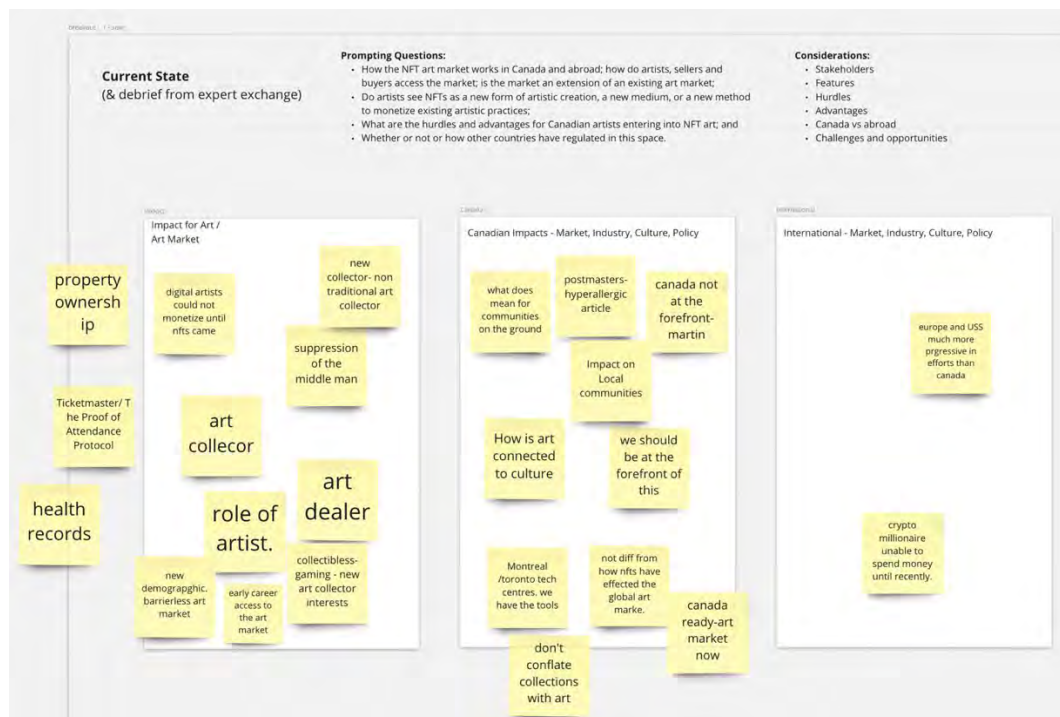 Current State
(& debrief from expert exchange)
Prompting Questions:
• How the NFT art market works in Canada and abroad; how do artists, sellers and
buyers access the market; is the market an extension of an existing art market;
• Do artists see NFTs as a new form of artistic creation, a new medium, or a new method
to monetize existing artistic practices;
• What are the hurdles and advantages for Canadian artists entering into NFT art; and
• Whether or not or how other countries have regulated in this space.
Considerations:
• Stakeholders
• Features
• Hurdles
• Advantages
• Canada vs abroad
• Challenges and opportunities
property
ownersh
ip
Ticketmaster/ T
he Proof of
Attendance
Protocol
health
records
Impact for Art /
Art Market
digital artists
could not
monetize until
nfts came
new
collector- non
traditional art
collector
suppression
of the
middle man
art
collecor
art
dealer
role of
artist.
new
demograpghic.
barrierless art
market
early career
access to
the art
market
collectibless-
gaming - new
art collector
interests
Canadian Impacts - Market, Industry, Culture, Policy
what does
mean for
communities
on the ground
postmasters-
hyperallergic
article
canada not
at the
forefront-
martin
Impact on
Local
communities
How is art
connected
to culture
we should
be at the
forefront of
this
Montreal
/toronto tech
centres. we
have the tools
not diff from
how nfts have
effected the
global art
marke.
canada
ready-art
market
now
don't
conflate
collections
with art
International - Market, Industry, Culture, Policy
europe and USS
much more
prgressive in
efforts than
canada
crypto
millionaire
unable to
spend money
until recently.